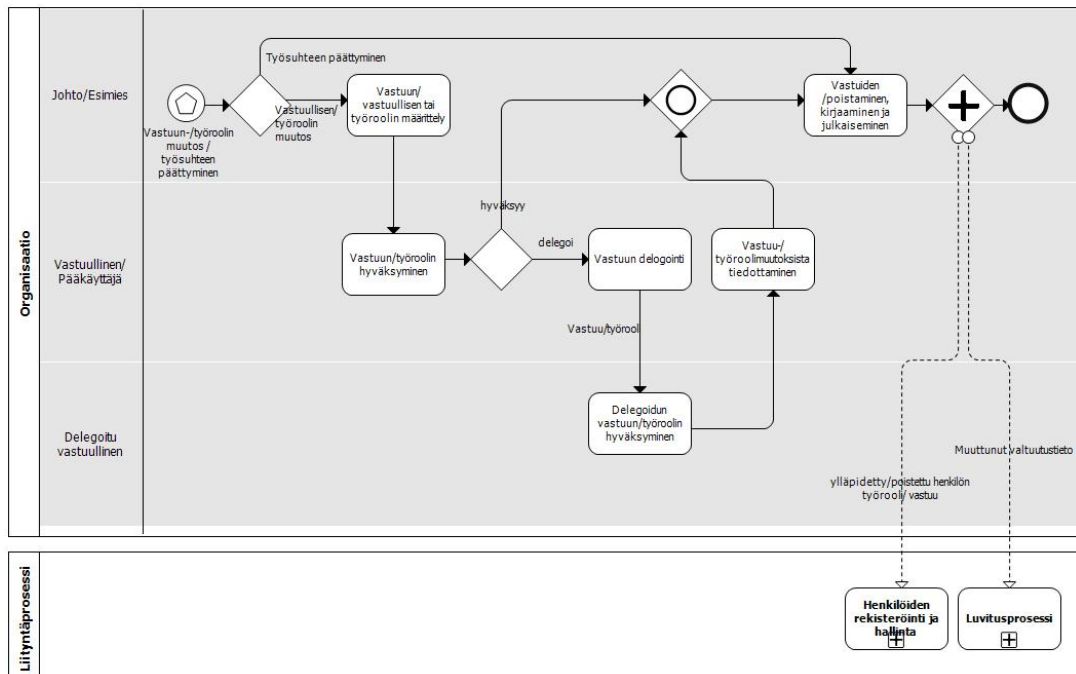 Organisaatio
Johto/Esimies
Työsuhteen päättyminen
Vastuun/
vastuullisen tai
työroolin määrittely
Vastuullisen/
työroolin
muutos
Vastuun-/työroolin
muutos /
työsuhteen
päättyminen
Vastuiden
/poistaminen,
kirjaaminen ja
julkaiseminen
Vastuullinen/
Pääkäyttäjä
hyväksyy
Vastuun/työroolin
hyväksyminen
delegoi
Vastuun delogointi
Vastuu-/
työroolimuutoksista
tiedottaminen
Vastuu/työrool
Delegoitu
vastuullinen
Delegoidun
vastuun/työroolin
hyväksyminen
Muuttunut valtuutustieto
ylläpidetty/poistettu henkilön
työrooli/ vastuu
Liityntäprosessi
Henkilöiden
rekisteröinti ja
hallinta
Luvitusprosessi